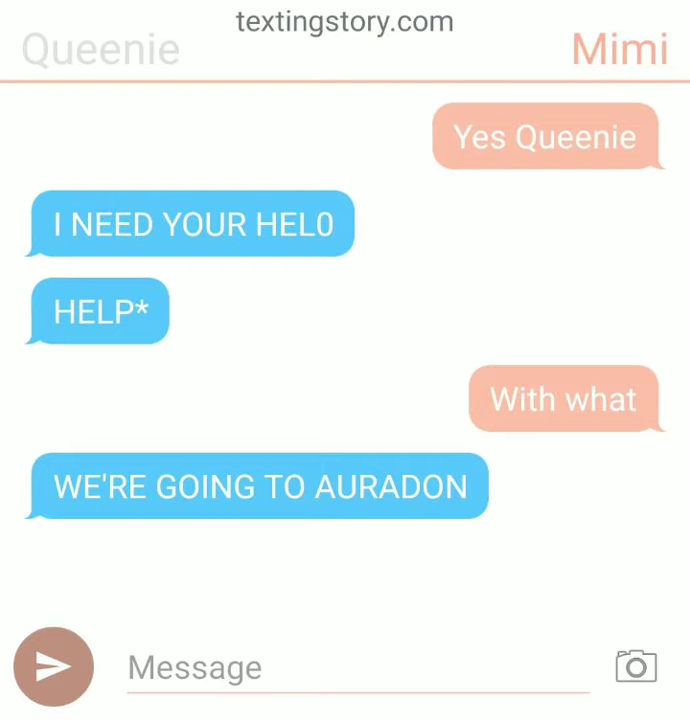 textingstory.com
Queenie
Mimi
Yes Queenie
I NEED YOUR HEL0
HELP*
With what
WE'RE GOING TO AURADON
Message